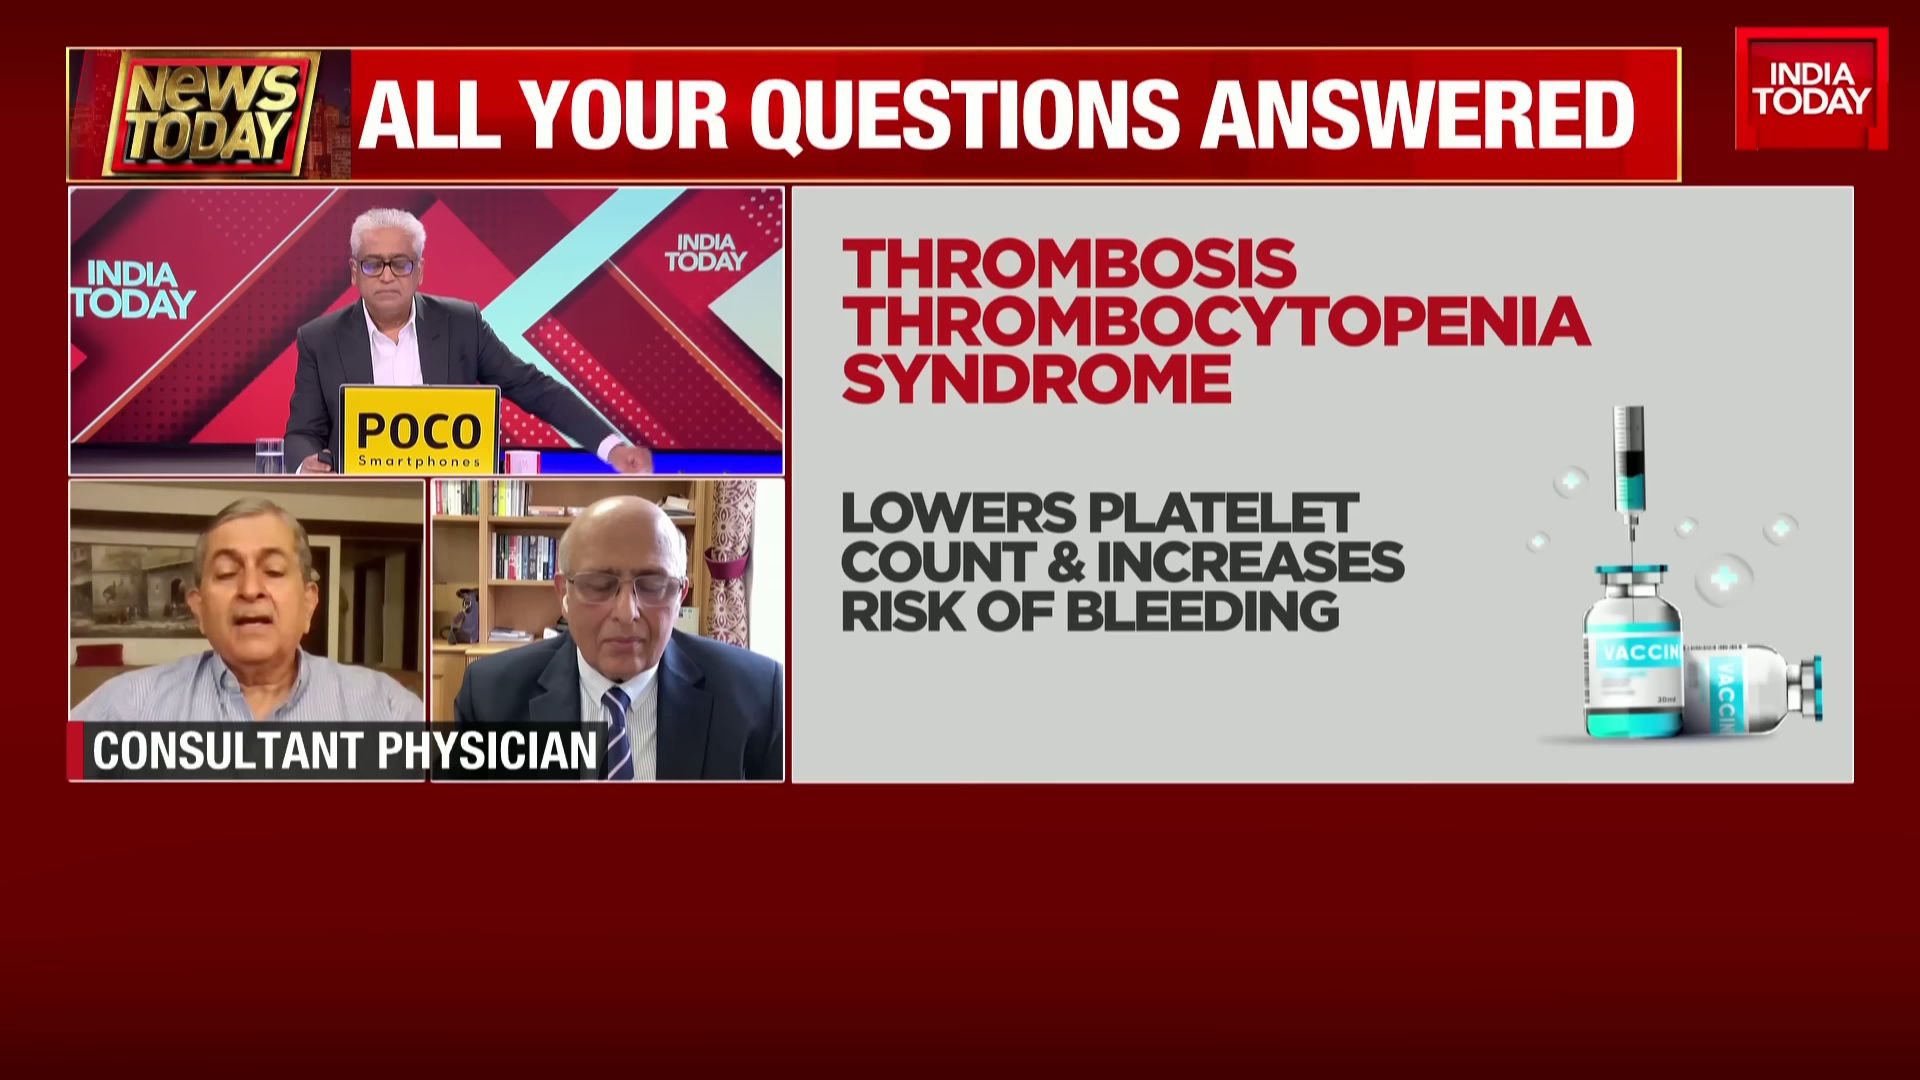 NEWS
TODAY
ALL YOUR QUESTIONS ANSWERED
INDIA
TODAY
INDIA
TODAY
INDIA
TODAY
POCO
Smartphones
CONSULTANT PHYSICIAN
THROMBOSIS
THROMBOCYTOPENIA
SYNDROME
LOWERS PLATELET
COUNT & INCREASES
RISK OF BLEEDING
VACCIN
30ml
VACCIN